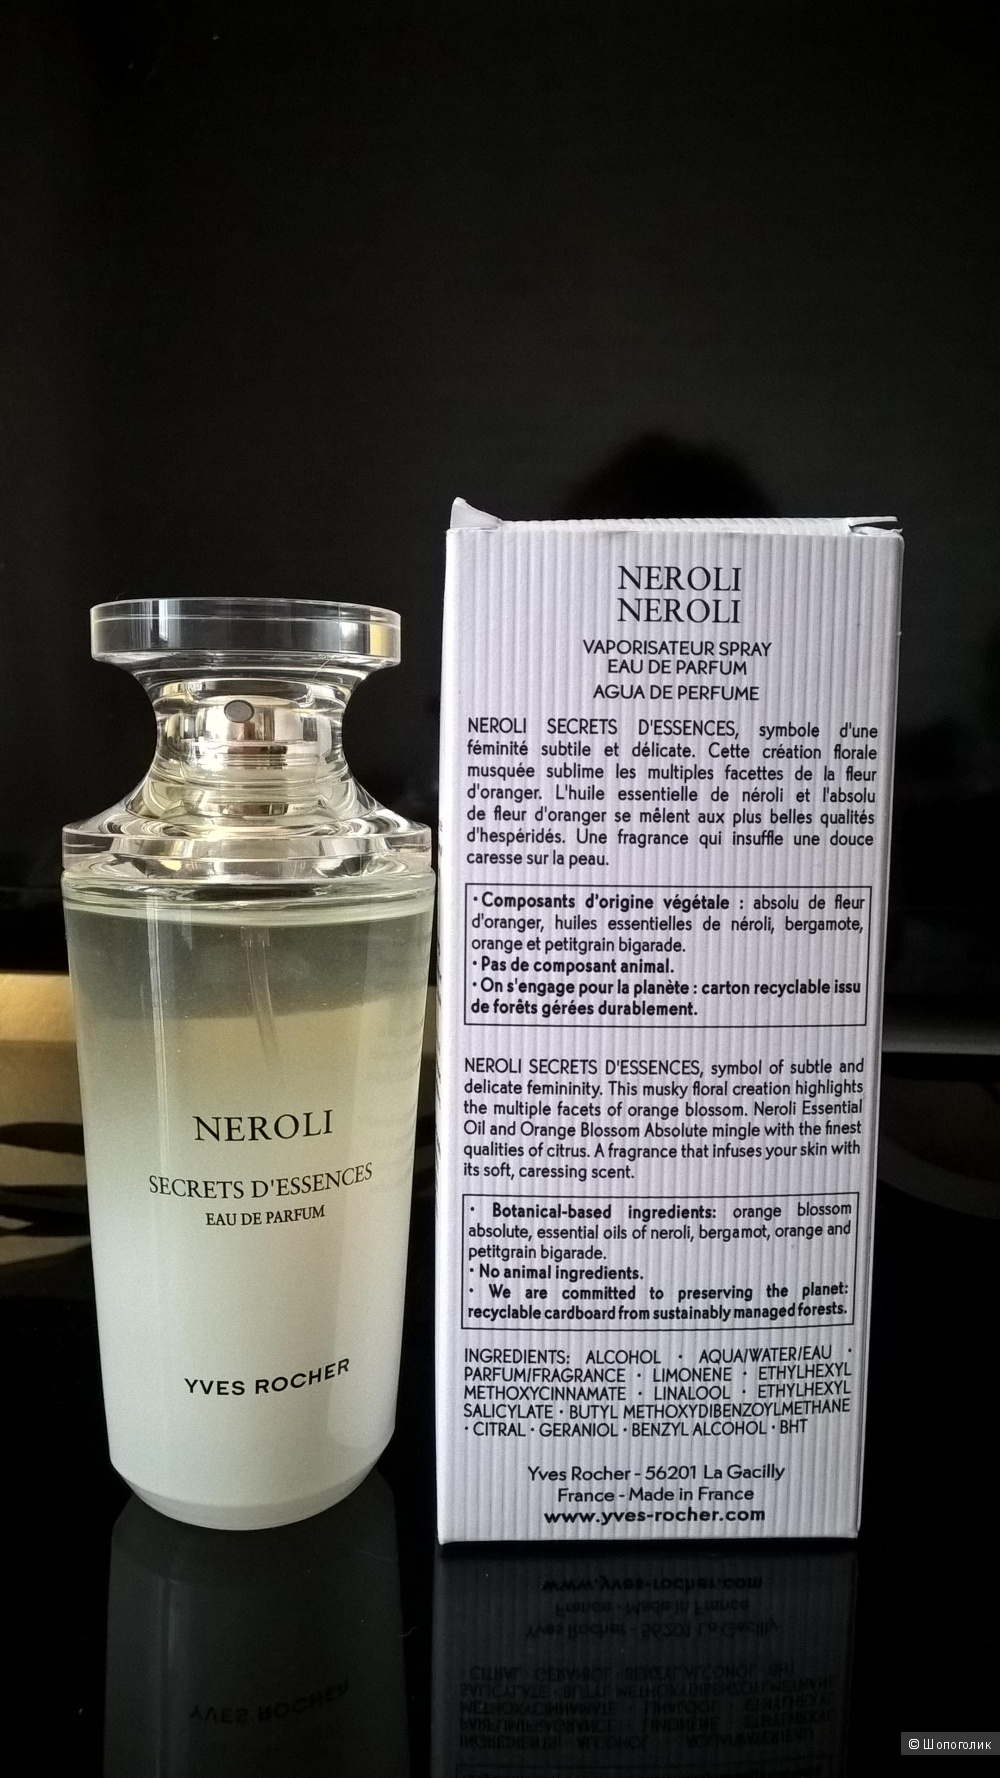 NEROLI
SECRETS D'ESSENCES
EAU DE PARFUM
YVES ROCHER
NEROLI
NEROLI
VAPORISATEUR SPRAY
EAU DE PARFUM
AGUA DE PERFUME
NEROLI SECRETS D'ESSENCES, symbole d'une
féminité subtile et délicate. Cette création florale
musquée sublime les multiples facettes de la fleur
d'oranger. L'huile essentielle de néroli et l'absolu
de fleur d'oranger se mêlent aux plus belles qualités
d'hespéridés. Une fragrance qui insuffle une douce
caresse sur la peau.
• Composants d'origine végétale : absolu de fleur
d'oranger, huiles essentielles de néroli, bergamote,
orange et petitgrain bigarade.
• Pas de composant animal.
• On s'engage pour la planète : carton recyclable issu
de forêts gérées durablement.
NEROLI SECRETS D'ESSENCES, symbol of subtle and
delicate femininity. This musky floral creation highlights
the multiple facets of orange blossom. Neroli Essential
Oil and Orange Blossom Absolute mingle with the finest
qualities of citrus. A fragrance that infuses your skin with
its soft, caressing scent.
• Botanical-based ingredients: orange blossom
absolute, essential oils of neroli, bergamot, orange and
petitgrain bigarade.
• No animal ingredients.
• We are committed to preserving the planet:
recyclable cardboard from sustainably managed forests.
INGREDIENTS: ALCOHOL • AQUA/WATER/EAU •
PARFUM/FRAGRANCE • LIMONENE • ETHYLHEXYL
METHOXYCINNAMATE • LINALOOL • ETHYLHEXYL
SALICYLATE • BUTYL METHOXYDIBENZOYLMETHANE
• CITRAL • GERANIOL • BENZYL ALCOHOL • BHT
Yves Rocher - 56201 La Gacilly
France - Made in France
www.yves-rocher.com
© Шопоголик